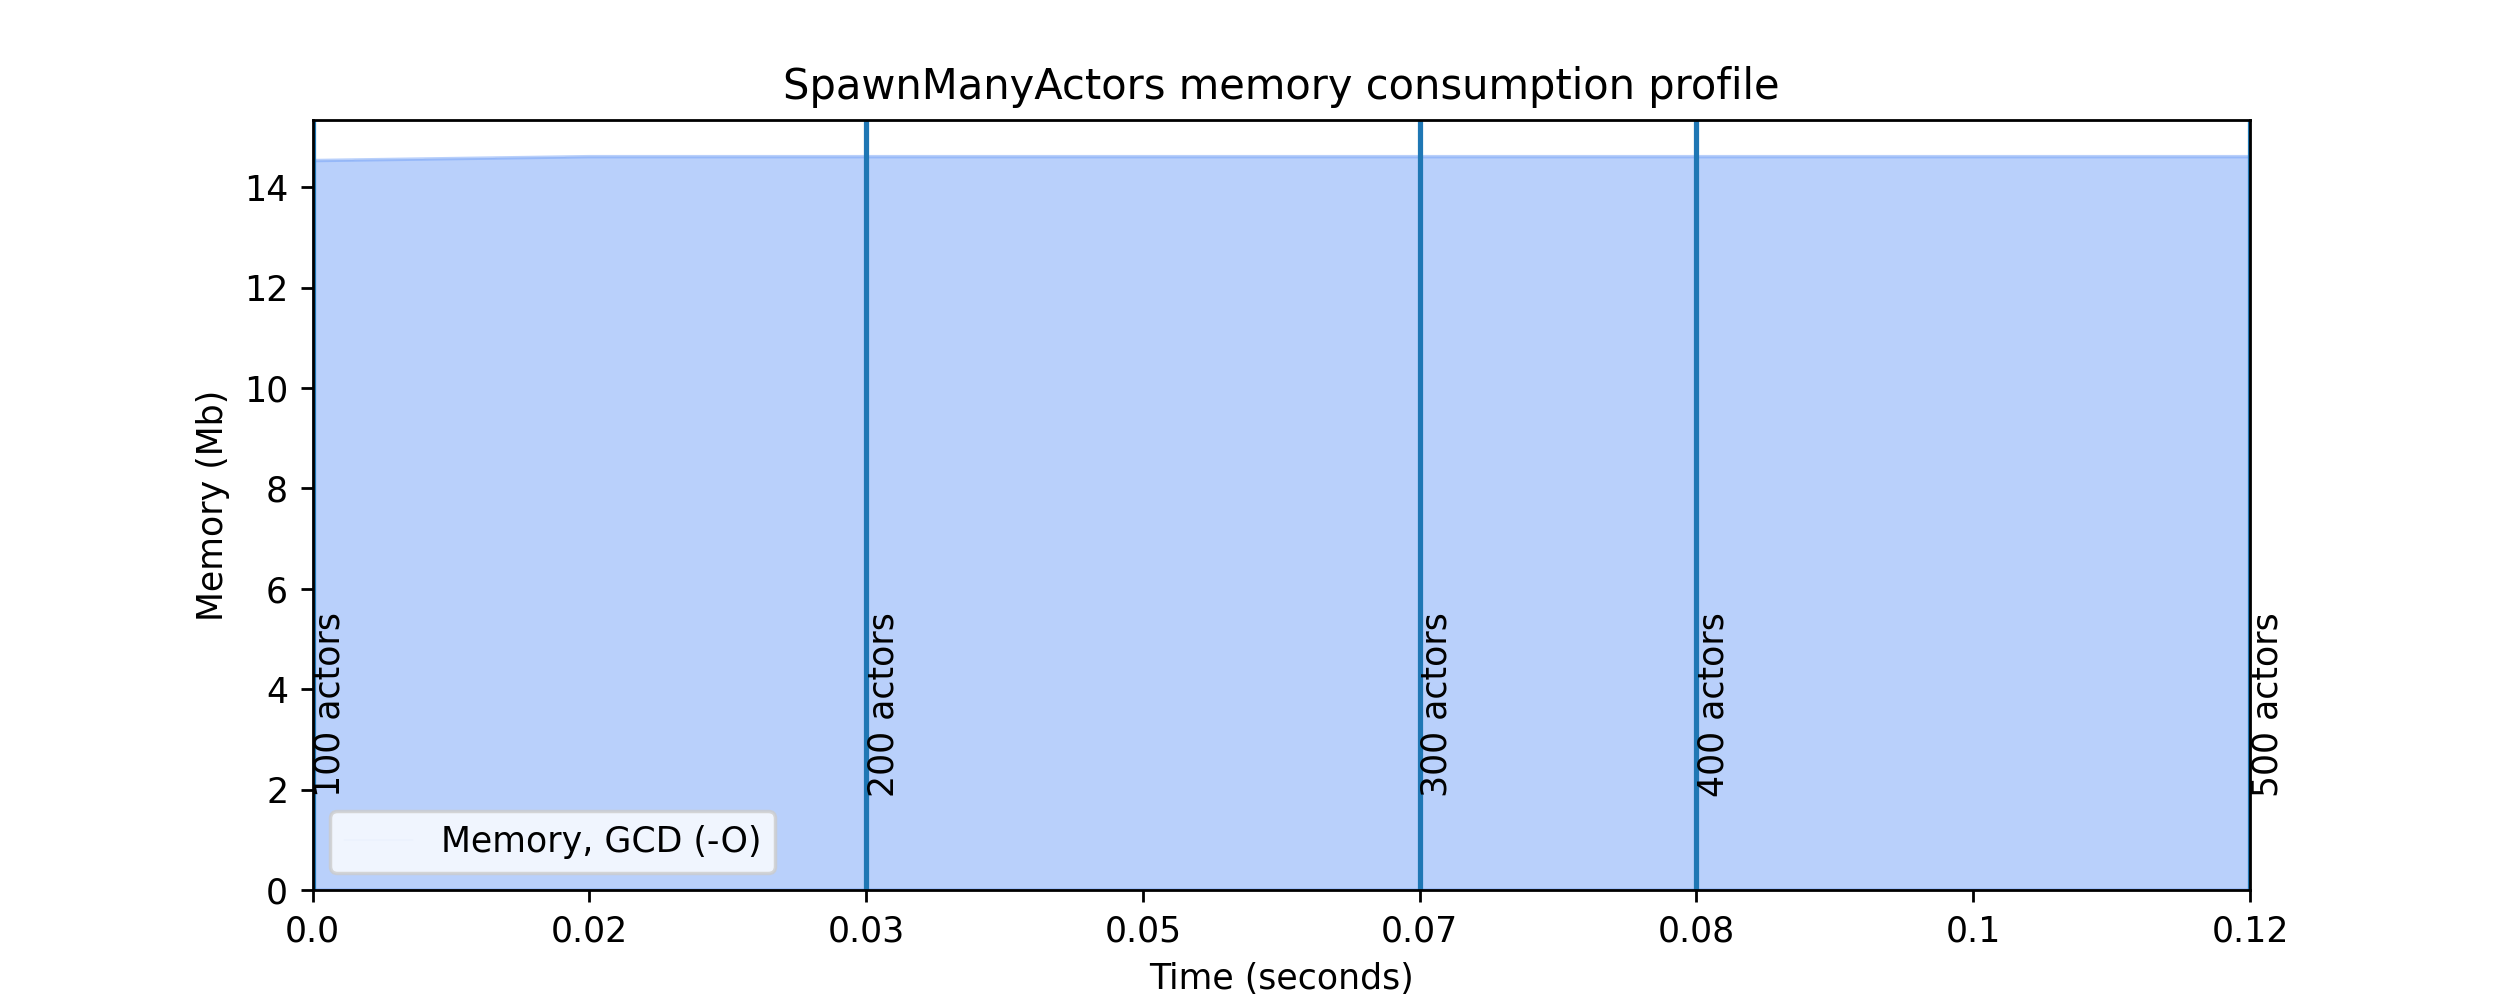 SpawnManyActors memory consumption profile
Memory (Mb)
14
12
10
8
6
4
2
0
100 actors
200 actors
300 actors
400 actors
500 actors
Memory, GCD (-O)
0.0
0.02
0.03
0.05
0.07
0.08
0.1
0.12
Time (seconds)